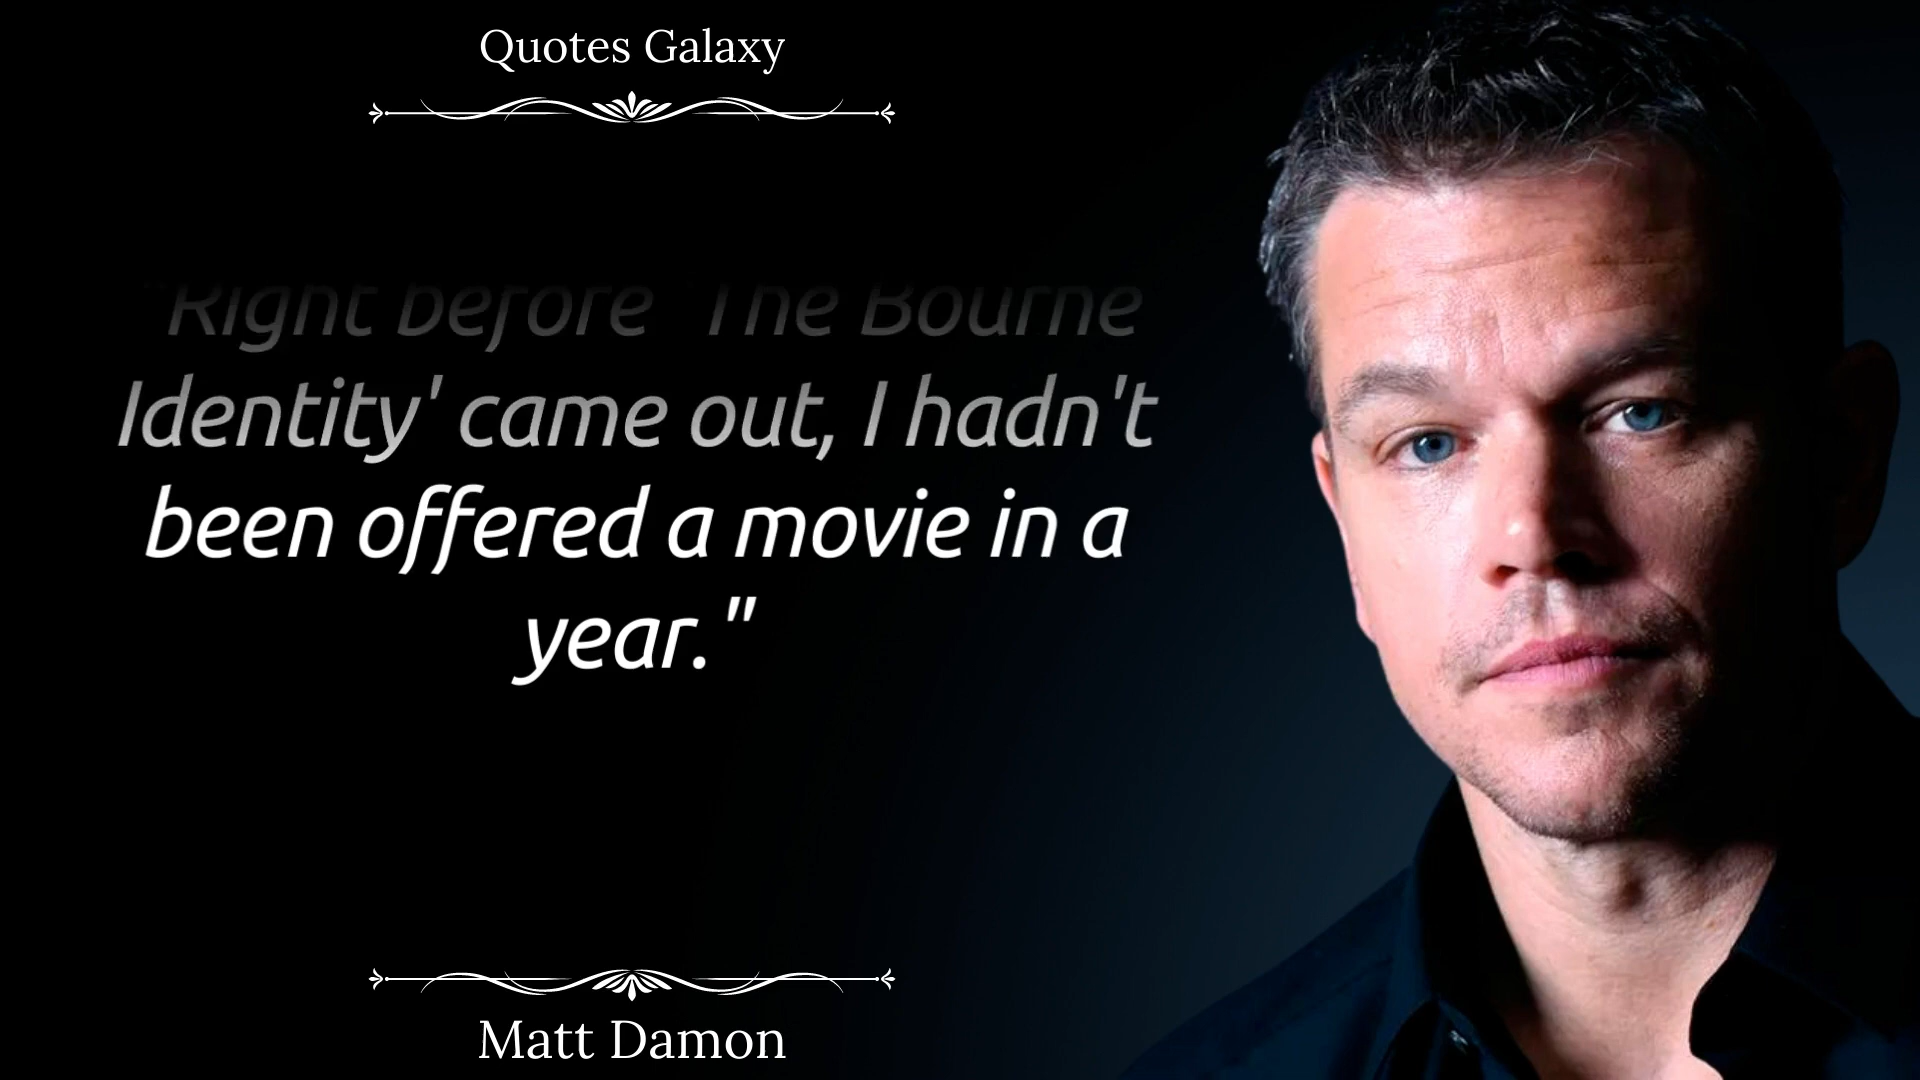 Quotes Galaxy
"Right before 'The Bourne
Identity' came out, I hadn't
been offered a movie in a
year."
Matt Damon